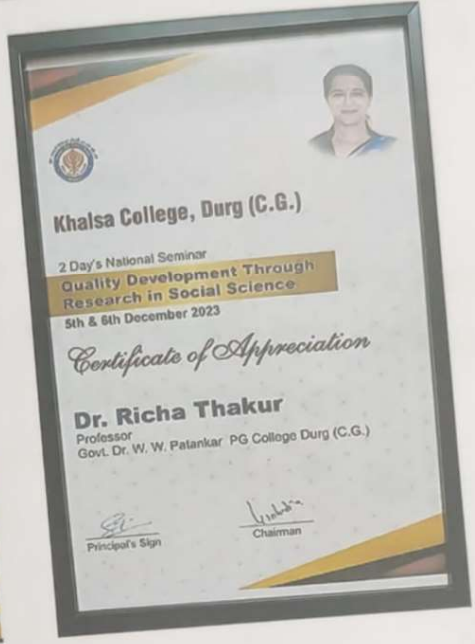 Khalsa College, Durg (C.G.)
2 Day's National Seminar
Quality Development Through
Research in Social Science
5th & 6th December 2023
Certificate of Appreciation
Dr. Richa Thakur
Professor
Govt. Dr. W. W. Patankar PG College Durg (C.G.)
Principal's Sign
Chairman